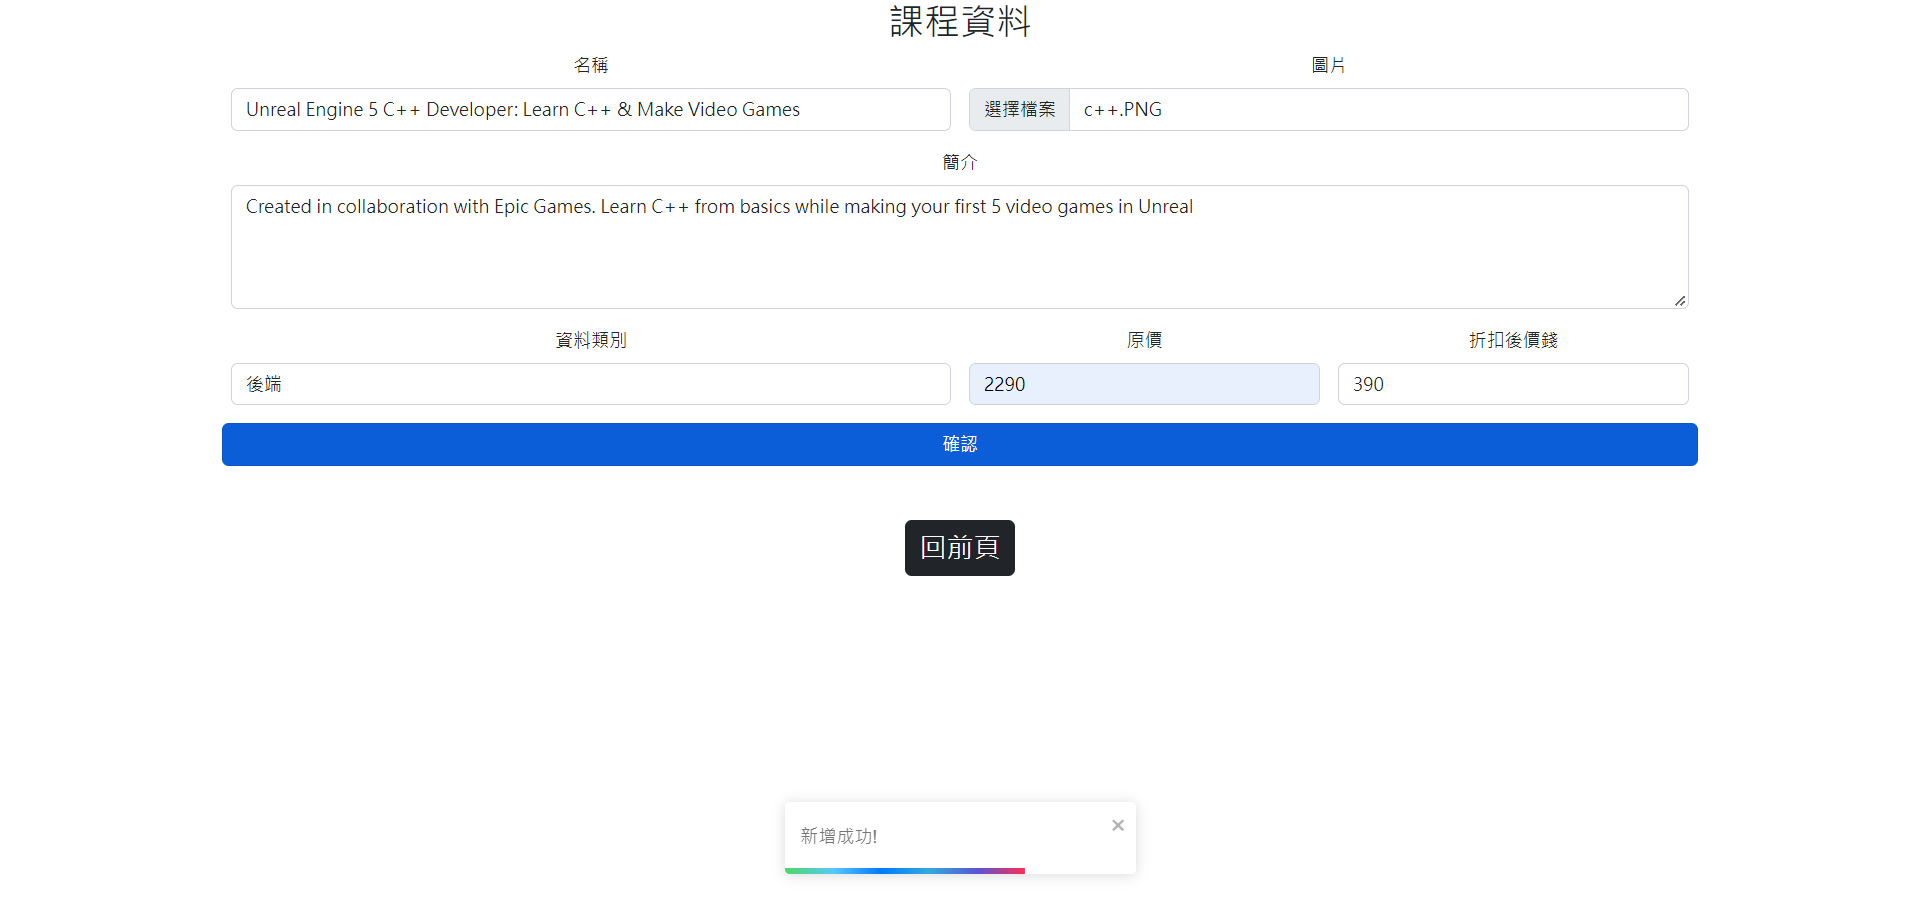 課程資料
名稱
圖片
Unreal Engine 5 C++ Developer: Learn C++ & Make Video Games
選擇檔案 c++.PNG
簡介
Created in collaboration with Epic Games. Learn C++ from basics while making your first 5 video games in Unreal
資料類別
原價
折扣後價錢
後端
2290
390
確認
回前頁
新增成功!